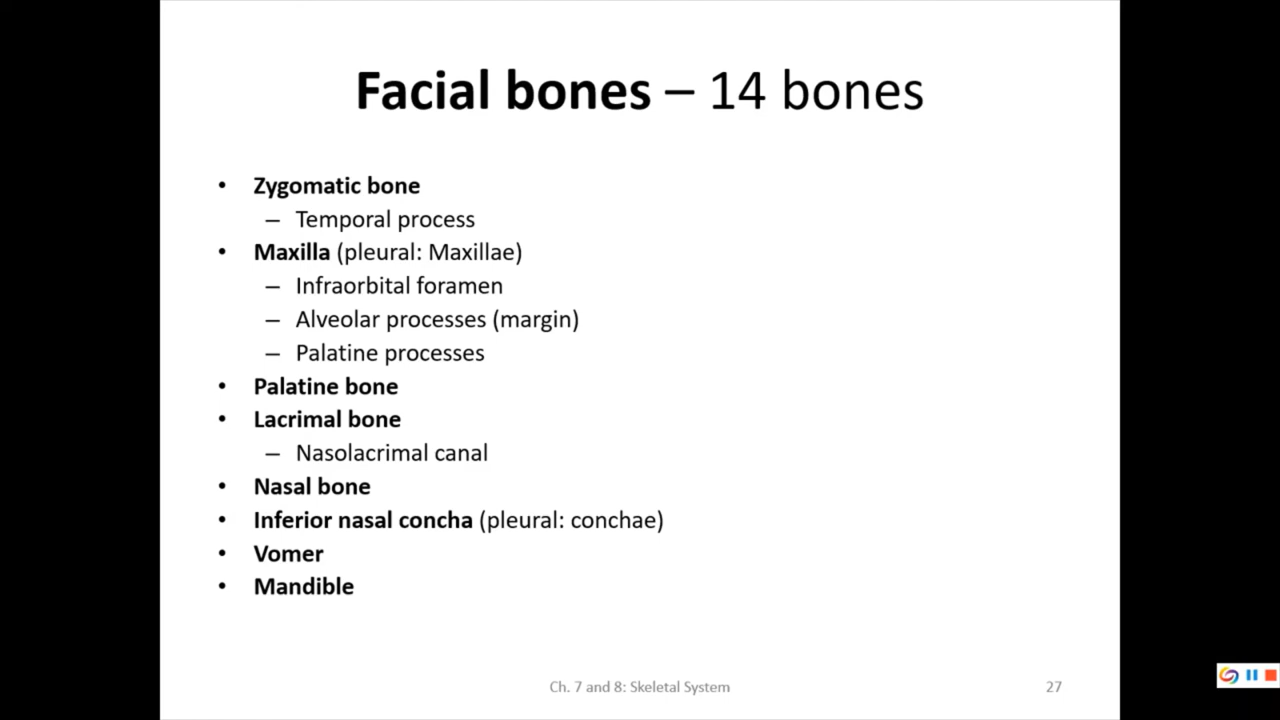 Facial bones – 14 bones
• Zygomatic bone
– Temporal process
• Maxilla (pleural: Maxillae)
– Infraorbital foramen
– Alveolar processes (margin)
– Palatine processes
• Palatine bone
• Lacrimal bone
– Nasolacrimal canal
• Nasal bone
• Inferior nasal concha (pleural: conchae)
• Vomer
• Mandible
Ch. 7 and 8: Skeletal System
27